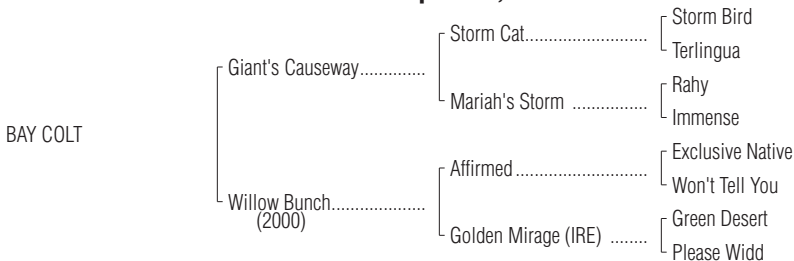 Storm Bird
Storm Cat............................
Terlingua
Giant's Causeway..............
Rahy
Mariah's Storm ................
Immense
BAY COLT
Exclusive Native
Affirmed.............................
Won't Tell You
Willow Bunch.....................
(2000)
Green Desert
Golden Mirage (IRE) ........
Please Widd